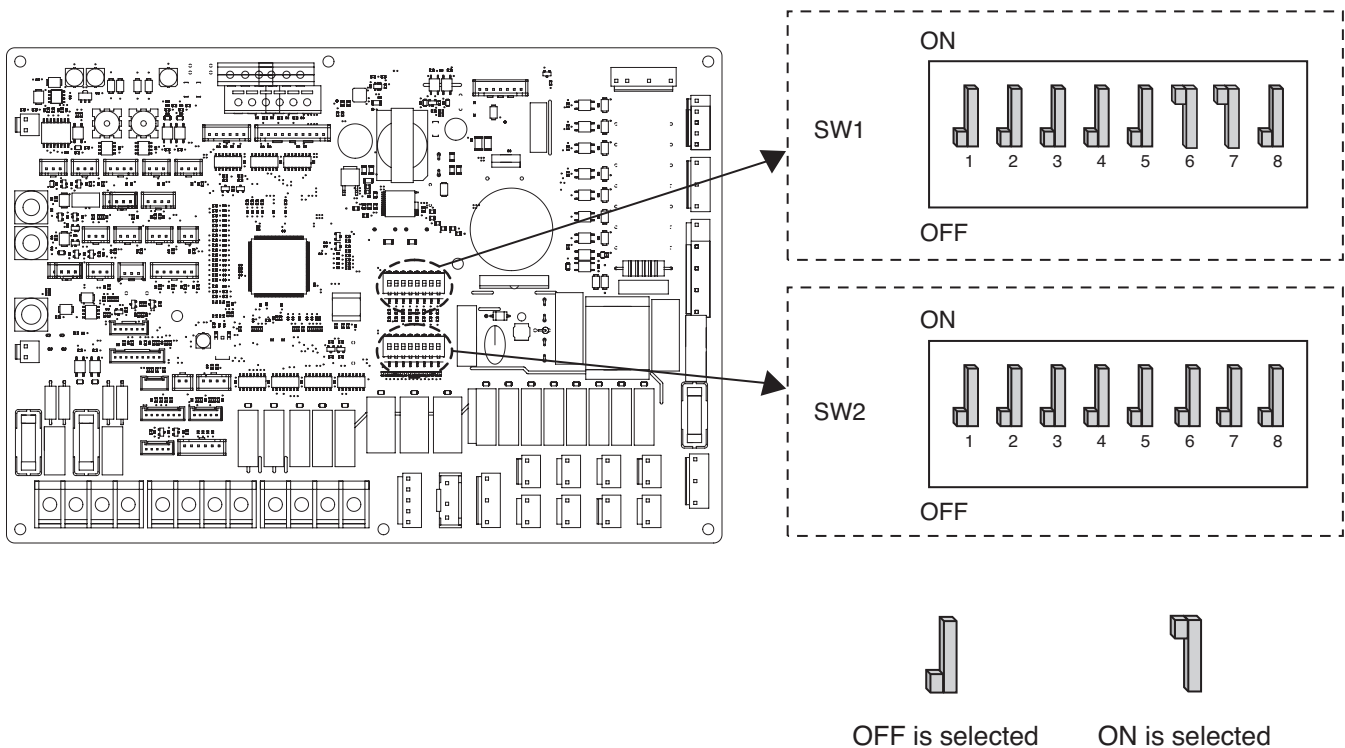 ON
SW1
1 2 3 4 5 6 7 8
OFF
ON
SW2
1 2 3 4 5 6 7 8
OFF
OFF is selected
ON is selected